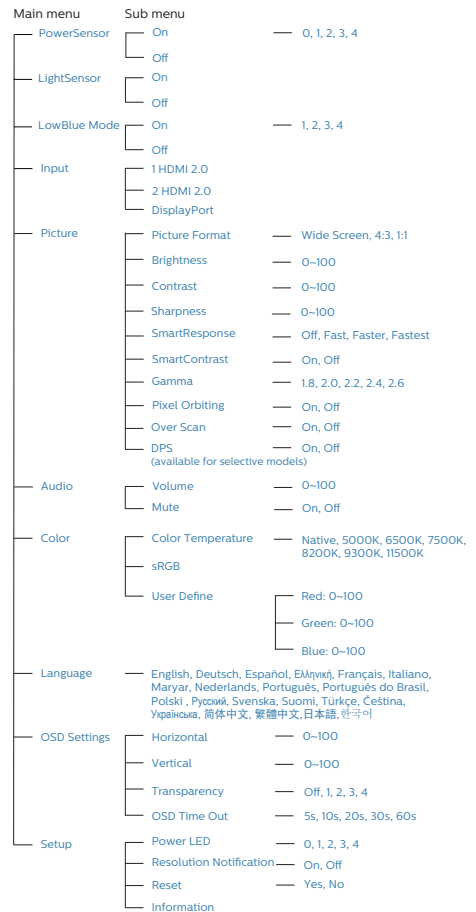 Main menu Sub menu
PowerSensor On 0, 1, 2, 3, 4
Off
LightSensor On
Off
LowBlue Mode On 1, 2, 3, 4
Off
Input 1 HDMI 2.0
2 HDMI 2.0
DisplayPort
Picture Picture Format Wide Screen, 4:3, 1:1
Brightness 0~100
Contrast 0~100
Sharpness 0~100
SmartResponse Off, Fast, Faster, Fastest
SmartContrast On, Off
Gamma 1.8, 2.0, 2.2, 2.4, 2.6
Pixel Orbiting On, Off
Over Scan On, Off
DPS On, Off
(available for selective models)
Audio Volume 0~100
Mute On, Off
Color Color Temperature Native, 5000K, 6500K, 7500K,
8200K, 9300K, 11500K
sRGB
User Define Red: 0~100
Green: 0~100
Blue: 0~100
Language English, Deutsch, Español, Ελληνική, Français, Italiano,
Maryar, Nederlands, Português, Português do Brasil,
Polski , Русский, Svenska, Suomi, Türkçe, Čeština,
Українська, 简体中文, 繁體中文,日本語,한국어
OSD Settings Horizontal 0~100
Vertical 0~100
Transparency Off, 1, 2, 3, 4
OSD Time Out 5s, 10s, 20s, 30s, 60s
Setup Power LED 0, 1, 2, 3, 4
Resolution Notification On, Off
Reset Yes, No
Information